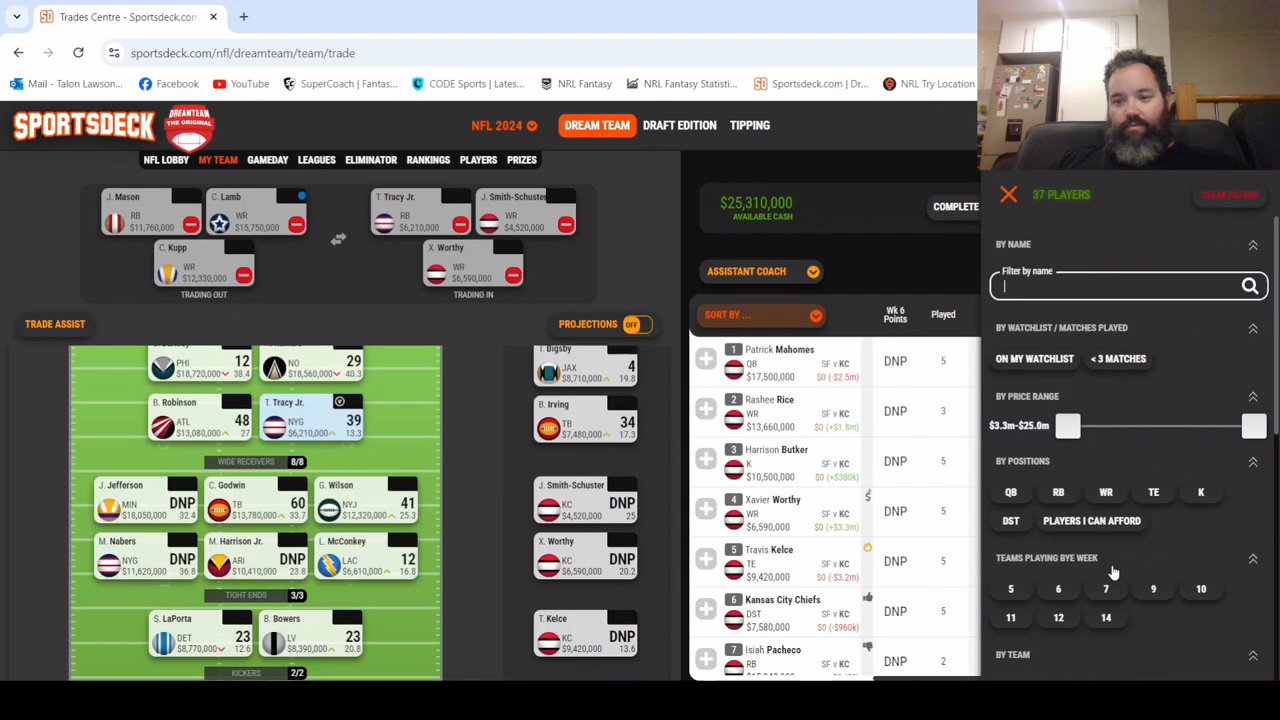 Trades Centre - Sportsdeck.com
sportsdeck.com/nfl/dreamteam/team/trade
Mail - Talon Lawson...
Facebook
YouTube
SuperCoach | Fantas...
CODE Sports | Lates...
NRL Fantasy
NRL Fantasy Statisti...
Sportsdeck.com | Dr...
NRL Try Location
SPORTSDECK
DREAMTEAM
THE ORIGINAL
NFL 2024
DREAM TEAM
DRAFT EDITION
TIPPING
NFL LOBBY
MY TEAM
GAMEDAY
LEAGUES
ELIMINATOR
RANKINGS
PLAYERS
PRIZES
J. Mason
RB
$11,760,000
C. Lamb
WR
$15,750,000
C. Kupp
WR
$12,330,000
TRADING OUT
T. Tracy Jr.
RB
$6,210,000
J. Smith-Schuster
WR
$4,520,000
X. Worthy
WR
$6,590,000
TRADING IN
TRADE ASSIST
PROJECTIONS
OFF
PHI
12
$18,720,000
38.4
NO
29
$18,560,000
40.3
T. Bigsby
JAX
4
$8,710,000
19.8
B. Robinson
ATL
48
$13,080,000
27
T. Tracy Jr.
V
NYG
39
$6,210,000
13.3
B. Irving
TB
34
$7,480,000
17.3
WIDE RECEIVERS
8/8
J. Jefferson
MIN
DNP
$18,050,000
32.4
C. Godwin
TB
60
$13,780,000
33.7
G. Wilson
NYJ
41
$12,320,000
25.3
J. Smith-Schuster
KC
DNP
$4,520,000
25
M. Nabers
NYG
DNP
$11,620,000
36.8
M. Harrison Jr.
ARI
DNP
$10,410,000
23.8
L. McConkey
LAC
12
$6,610,000
16.8
X. Worthy
KC
DNP
$6,590,000
20.2
TIGHT ENDS
3/3
S. LaPorta
DET
23
$8,770,000
12.6
B. Bowers
LV
23
$8,390,000
20.8
T. Kelce
KC
DNP
$9,420,000
13.6
KICKERS
2/2
$25,310,000
AVAILABLE CASH
COMPLETE
ASSISTANT COACH
SORT BY ...
Wk 6
Points
Played
1 Patrick Mahomes
QB
SF v KC
$17,500,000
$0 (-$2.5m)
DNP
5
2 Rashee Rice
WR
SF v KC
$13,660,000
$0 (+$1.8m)
DNP
3
3 Harrison Butker
K
SF v KC
$10,500,000
$0 (+$380k)
DNP
5
4 Xavier Worthy
WR
SF v KC
$6,590,000
$0 (+$3.3m)
DNP
5
5 Travis Kelce
TE
SF v KC
$9,420,000
$0 (-$3.2m)
DNP
5
6 Kansas City Chiefs
DST
SF v KC
$7,580,000
$0 (-$960k)
DNP
5
7 Isiah Pacheco
RB
SF v KC
DNP
2
37 PLAYERS
CLEAR FILTERS
BY NAME
Filter by name
BY WATCHLIST / MATCHES PLAYED
ON MY WATCHLIST
< 3 MATCHES
BY PRICE RANGE
$3.3m-$25.0m
BY POSITIONS
QB
RB
WR
TE
K
DST
PLAYERS I CAN AFFORD
TEAMS PLAYING BYE WEEK
5
6
7
9
10
11
12
14
BY TEAM